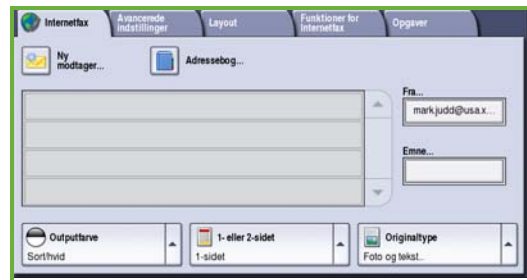 Internetfax
Avancerede
indstillinger
Layout
Funktioner for
internetfax
Opgaver
Ny
modtager...
Adressebog...
Fra...
mark.judd@usa.x...
Emne...
Outputfarve
Sort/hvid
1- eller 2-sidet
1-sidet
Originaltype
Foto og tekst..